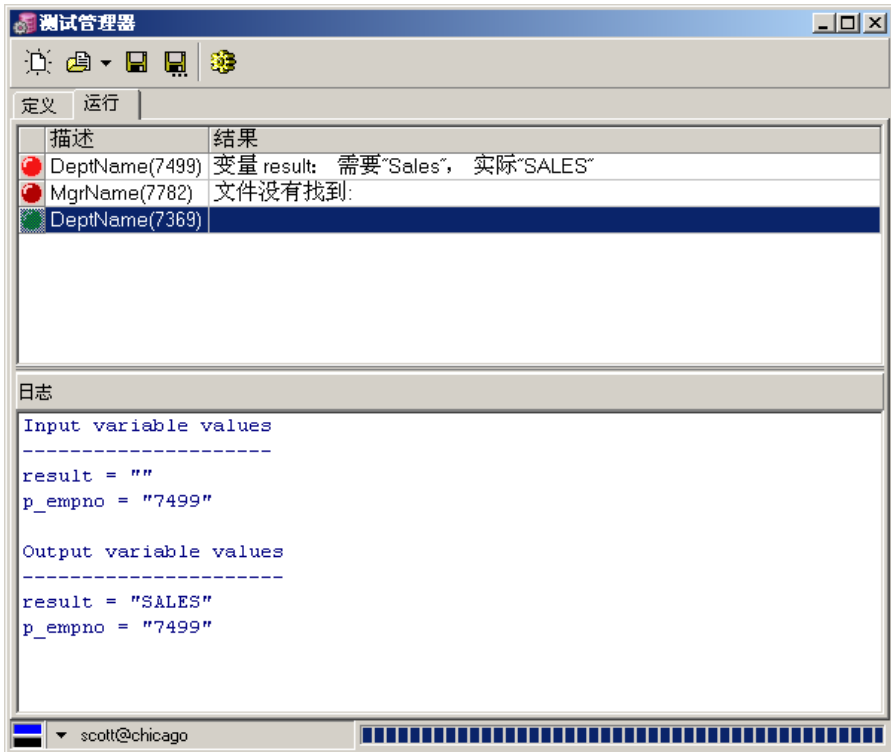 测试管理器
定义 运行
描述 结果
DeptName(7499) 变量 result: 需要"Sales", 实际"SALES"
MgrName(7782) 文件没有找到:
DeptName(7369)
日志
Input variable values
---------------------
result = ""
p_empno = "7499"
Output variable values
----------------------
result = "SALES"
p_empno = "7499"
scott@chicago